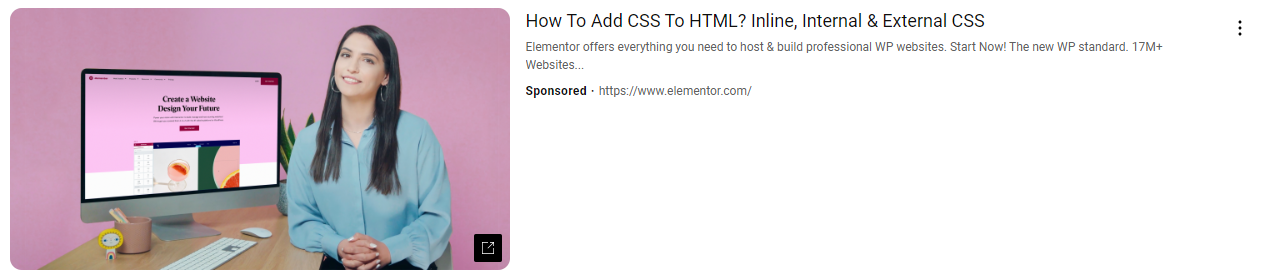 Create a Website
Design Your Future
How To Add CSS To HTML? Inline, Internal & External CSS
Elementor offers everything you need to host & build professional WP websites. Start Now! The new WP standard. 17M+
Websites...
Sponsored · https://www.elementor.com/